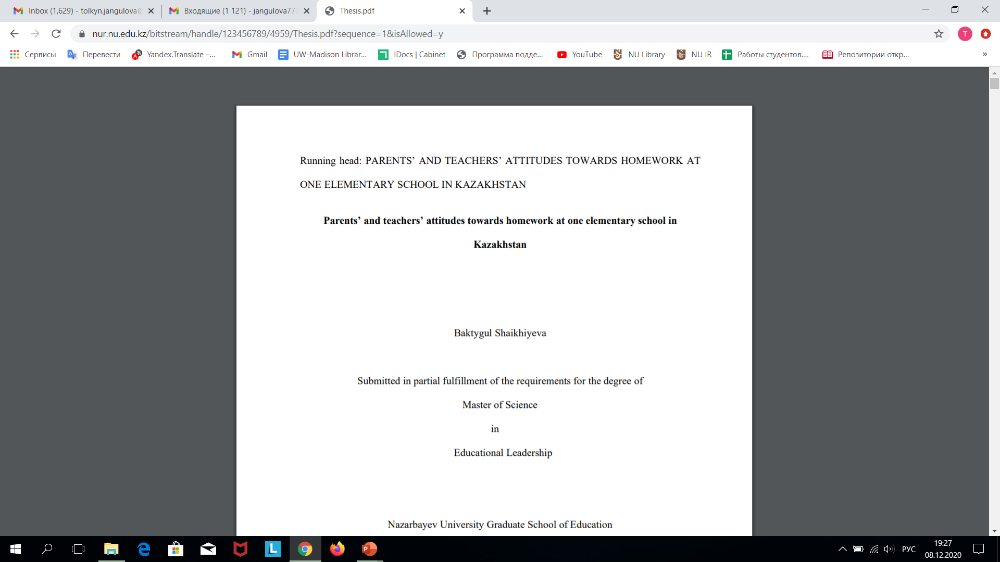 Inbox (1,629) - tolkyn.jangulova@
Входящие (1 121) - jangulova777
Thesis.pdf
nur.nu.edu.kz/bitstream/handle/123456789/4959/Thesis.pdf?sequence=1&isAllowed=y
T
Сервисы
Перевести
Yandex.Translate –...
Gmail
UW-Madison Librar...
IDocs | Cabinet
Программа подде...
YouTube
NU Library
NU IR
Работы студентов....
Репозитории откр...
»
Running head: PARENTS’ AND TEACHERS’ ATTITUDES TOWARDS HOMEWORK AT
ONE ELEMENTARY SCHOOL IN KAZAKHSTAN
Parents’ and teachers’ attitudes towards homework at one elementary school in
Kazakhstan
Baktygul Shaikhiyeva
Submitted in partial fulfillment of the requirements for the degree of
Master of Science
in
Educational Leadership
Nazarbayev University Graduate School of Education
РУС
19:27
08.12.2020